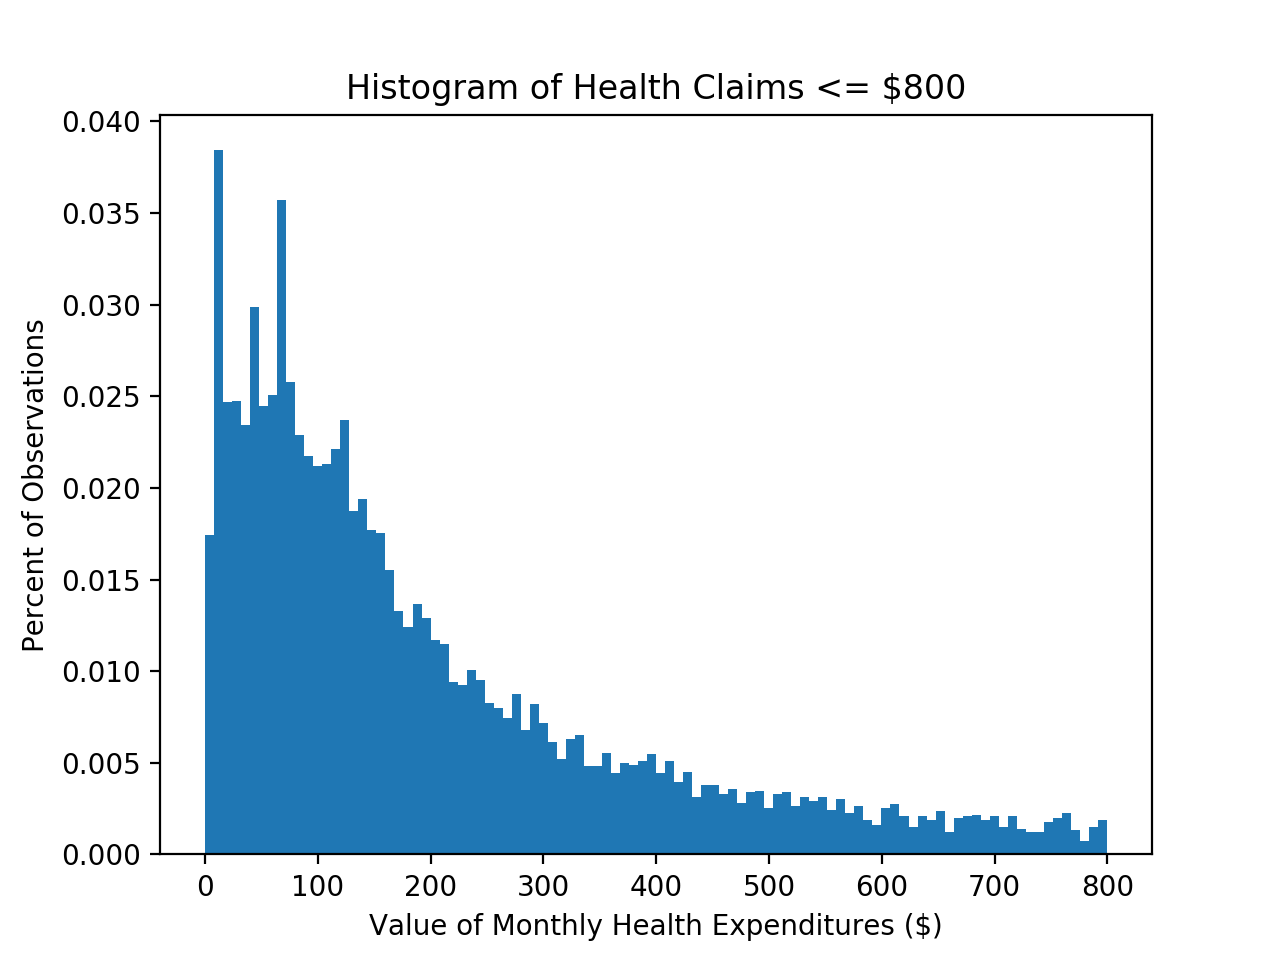 Histogram of Health Claims <= $800
0.040
0.035
0.030
0.025
0.020
0.015
0.010
0.005
0.000
Percent of Observations
0 100 200 300 400 500 600 700 800
Value of Monthly Health Expenditures ($)